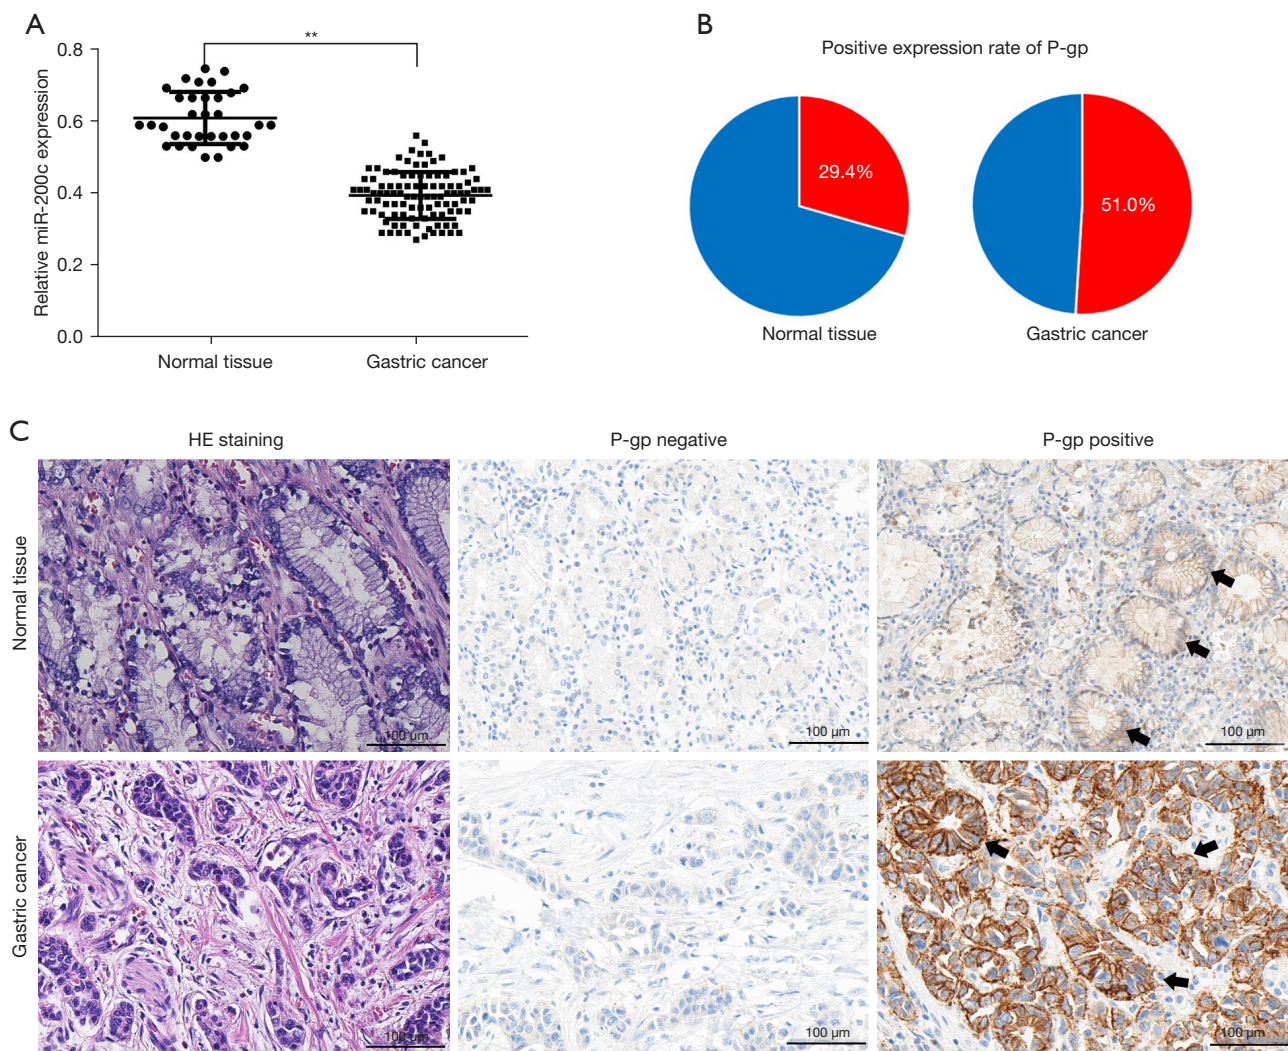 A
**
0.8
0.6
0.4
0.2
0.0
Relative miR-200c expression
Normal tissue
Gastric cancer
B
Positive expression rate of P-gp
29.4%
51.0%
Normal tissue
Gastric cancer
C
HE staining
P-gp negative
P-gp positive
Normal tissue
100 µm
100 µm
100 µm
Gastric cancer
100 µm
100 µm
100 µm